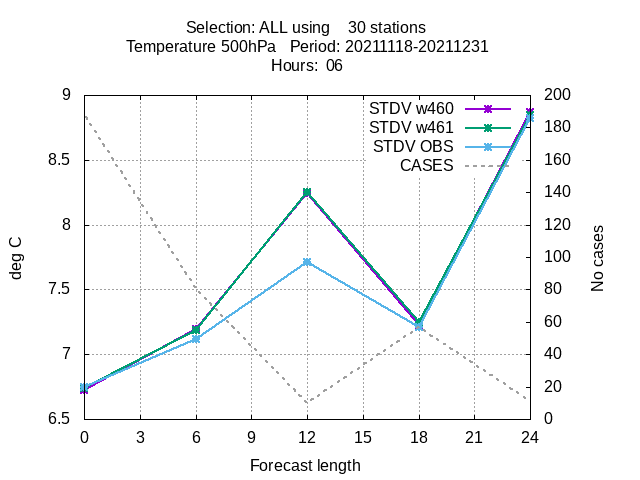 Selection: ALL using 30 stations
Temperature 500hPa Period: 20211118-20211231
Hours: 06
9
8.5
8
7.5
7
6.5
deg C
STDV w460
STDV w461
STDV OBS
CASES
200
180
160
140
120
100
80
60
40
20
0
No cases
0 3 6 9 12 15 18 21 24
Forecast length